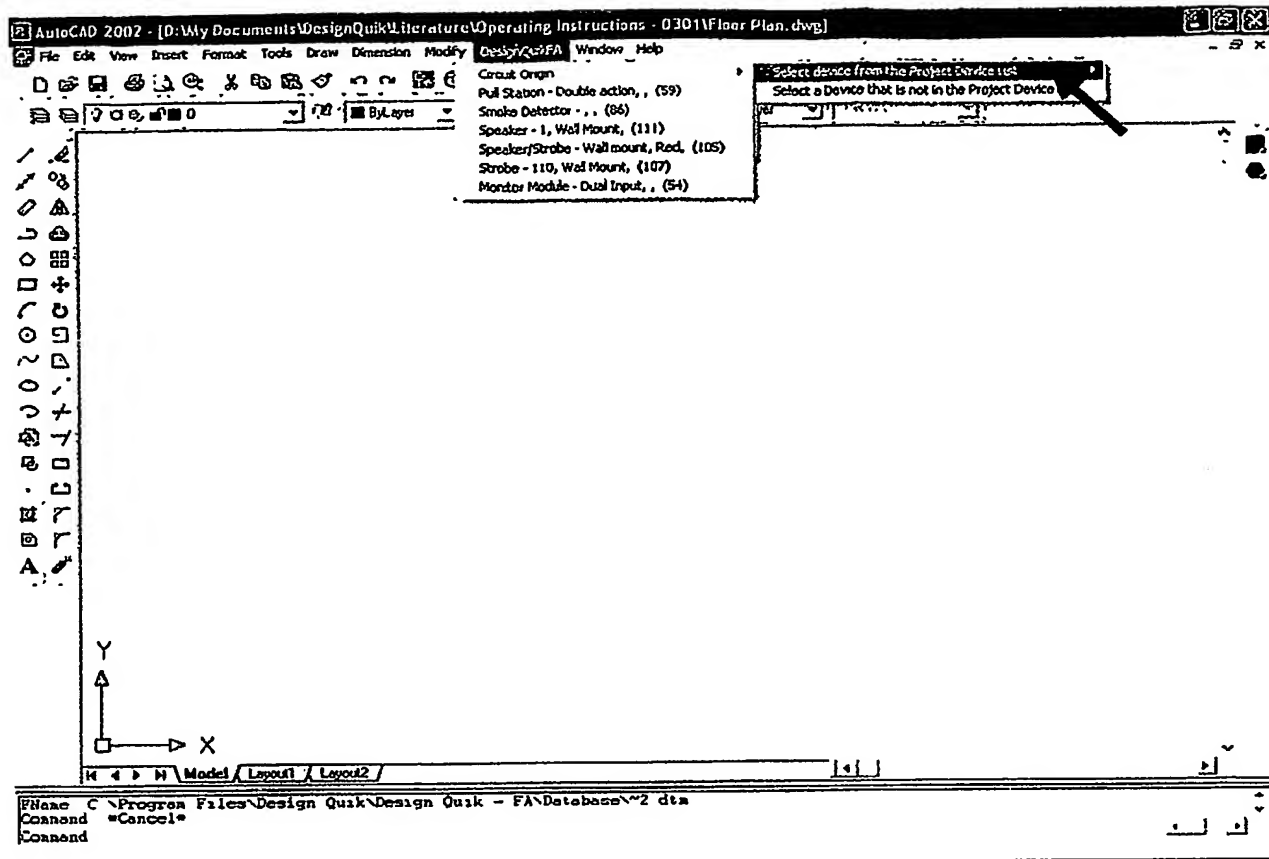 AutoCAD 2002 - [D:\My Documents\DesignQuik\Literature\Operating Instructions - 0301\Floor Plan.dwg]
File Edit View Insert Format Tools Draw Dimension Modify DesignQuikFA Window Help
Circuit Origin
Pull Station - Double action, , (59)
Smoke Detector - , , (86)
Speaker - 1, Wall Mount, (111)
Speaker/Strobe - Wall mount, Red, (105)
Strobe - 110, Wall Mount, (107)
Monitor Module - Dual Input, , (54)
Select device from the Project Device List
Select a Device that is not in the Project Device
0
ByLayer
A
Y
X
Model Layout1 Layout2
FName C \Program Files\Design Quik\Design Quik - FA\Database\~2 dtm
Command *Cancel*
Command